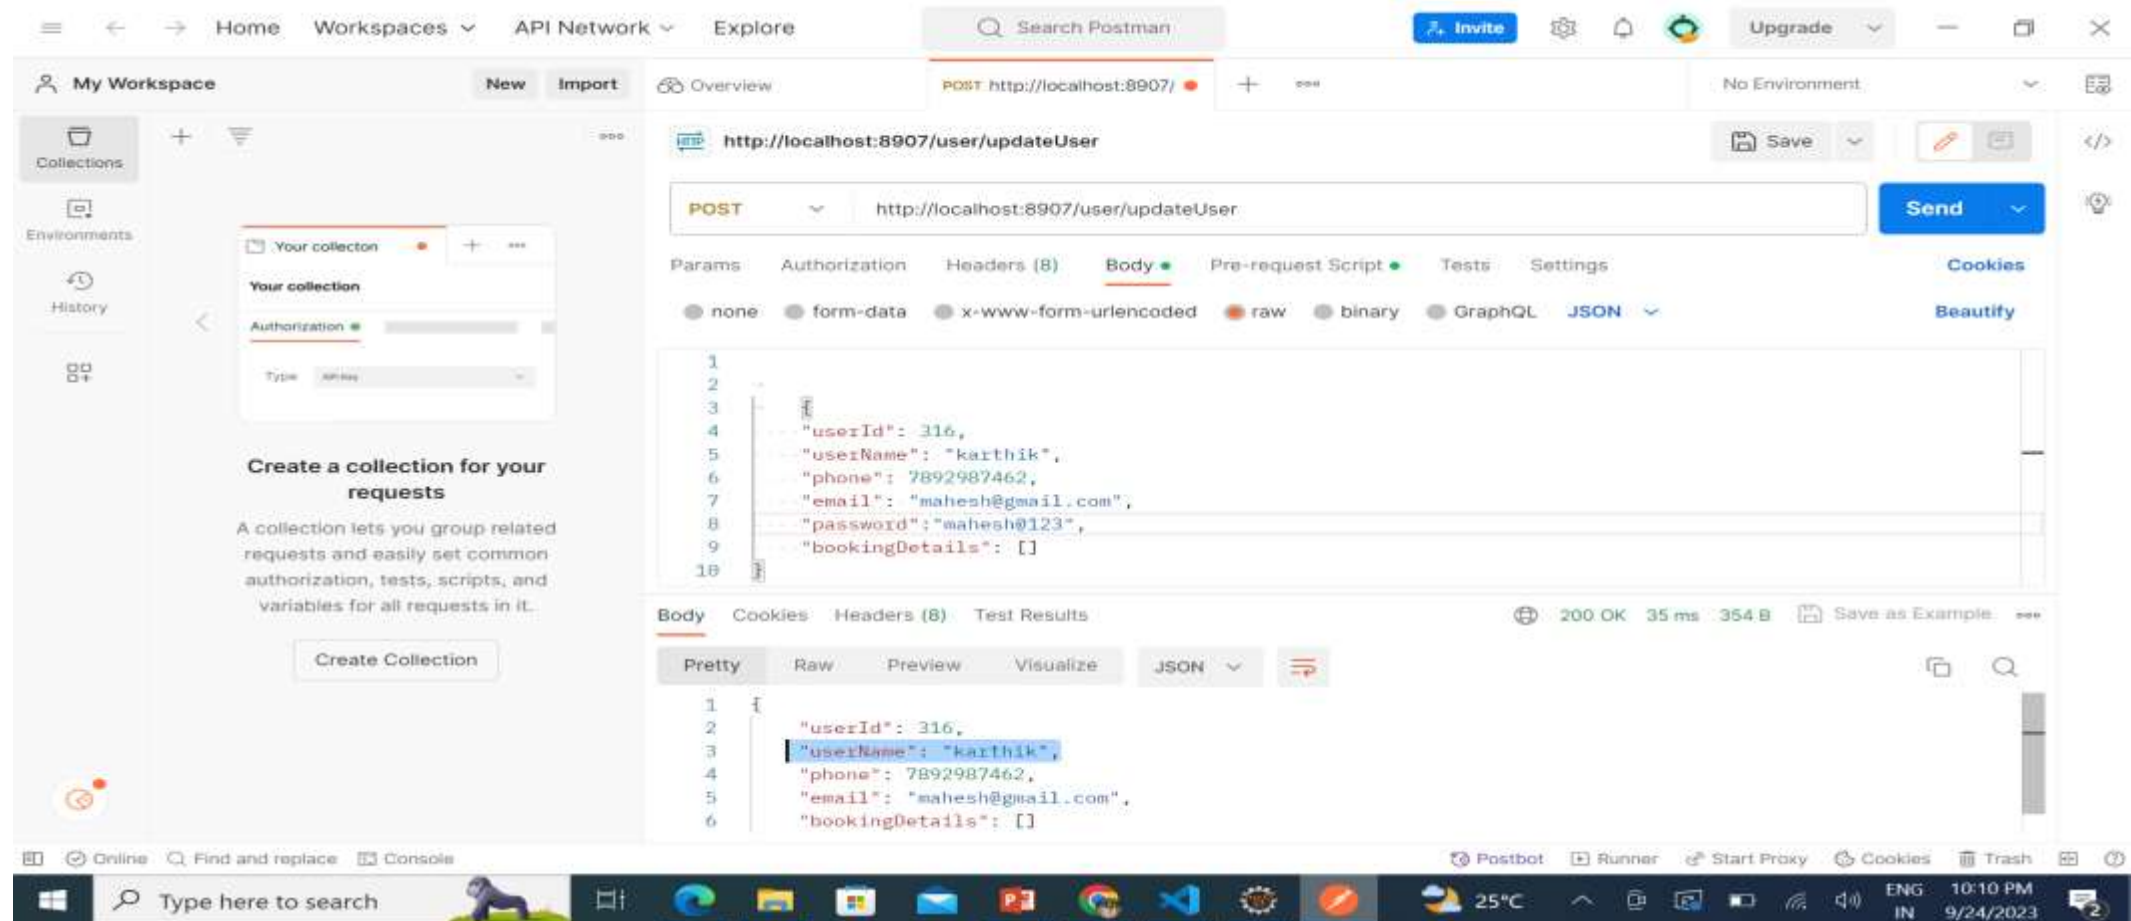 Home Workspaces API Network Explore Search Postman Invite Upgrade
My Workspace New Import Overview POST http://localhost:8907/ No Environment
Collections
http://localhost:8907/user/updateUser Save
Environments
POST http://localhost:8907/user/updateUser Send
History
Your collecton
Your collection
Authorization
Type API Key
Params Authorization Headers (8) Body Pre-request Script Tests Settings Cookies
none form-data x-www-form-urlencoded raw binary GraphQL JSON Beautify
1
2
3 {
4 "userId": 316,
5 "userName": "karthik",
6 "phone": 7892987462,
7 "email": "mahesh@gmail.com",
8 "password":"mahesh@123",
9 "bookingDetails": []
10 }
Create a collection for your
requests
A collection lets you group related
requests and easily set common
authorization, tests, scripts, and
variables for all requests in it.
Create Collection
Body Cookies Headers (8) Test Results 200 OK 35 ms 354 B Save as Example
Pretty Raw Preview Visualize JSON
1 {
2 "userId": 316,
3 "userName": "karthik",
4 "phone": 7892987462,
5 "email": "mahesh@gmail.com",
6 "bookingDetails": []
Online Find and replace Console Postbot Runner Start Proxy Cookies Trash
Type here to search 25°C ENG 10:10 PM
IN 9/24/2023 2